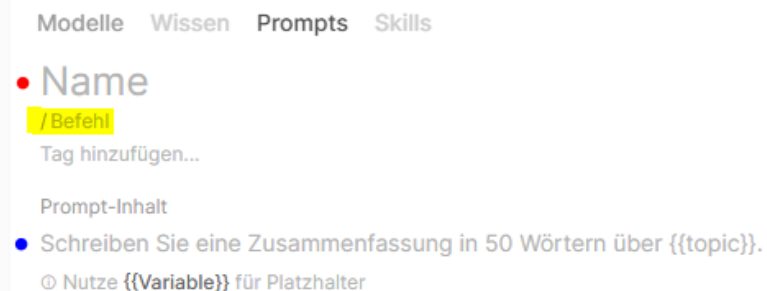 Modelle Wissen Prompts Skills
Name
/ Befehl
Tag hinzufügen...
Prompt-Inhalt
Schreiben Sie eine Zusammenfassung in 50 Wörtern über {{topic}}.
ⓘ Nutze {{Variable}} für Platzhalter